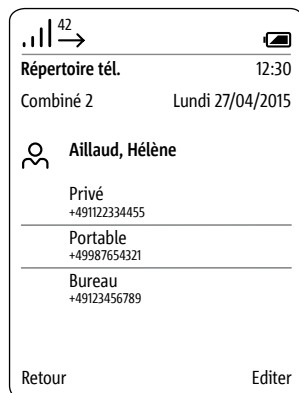 42
Répertoire tél. 12:30
Combiné 2 Lundi 27/04/2015
Aillaud, Hélène
Privé
+491122334455
Portable
+49987654321
Bureau
+49123456789
Retour Editer